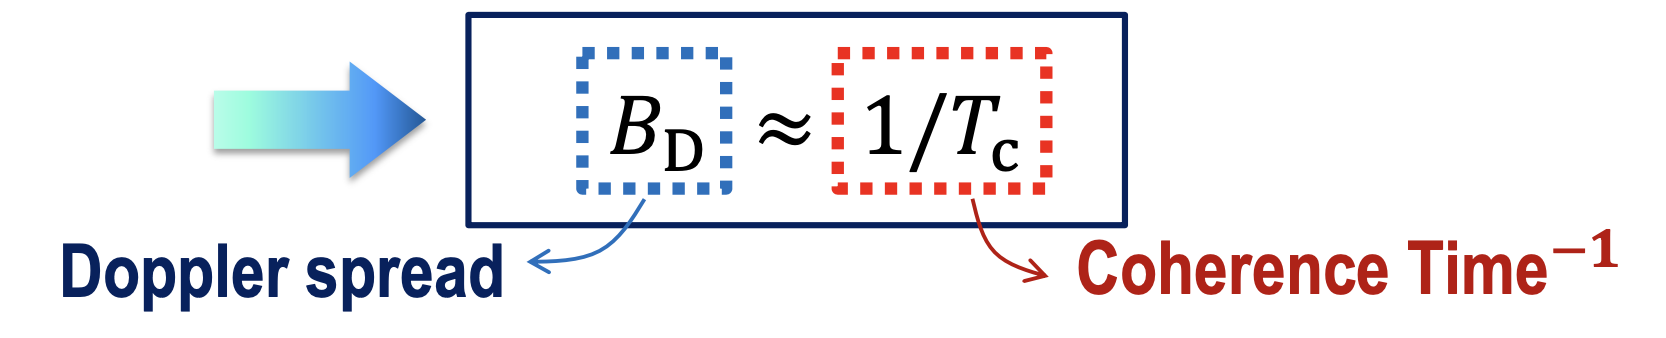 B_D ≈ 1/T_c
Doppler spread
Coherence Time⁻¹